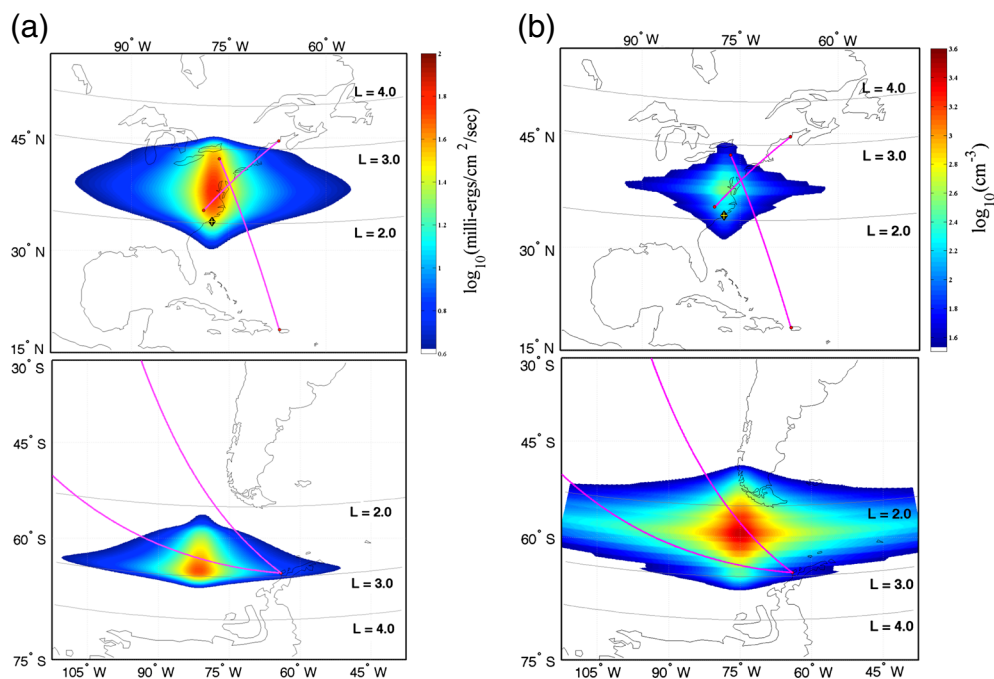 (a)
(b)
90° W 75° W 60° W
90° W 75° W 60° W
L = 4.0
L = 3.0
L = 2.0
45° N
30° N
15° N
2
1.8
1.6
1.4
1.2
1
0.8
0.6
log10(milli-ergs/cm2/sec)
L = 4.0
L = 3.0
L = 2.0
45° N
30° N
15° N
3.6
3.4
3.2
3
2.8
2.6
2.4
2.2
2
1.8
1.6
log10(cm-3)
30° S
45° S
60° S
75° S
L = 2.0
L = 3.0
L = 4.0
105° W 90° W 75° W 60° W 45° W
30° S
45° S
60° S
75° S
L = 2.0
L = 3.0
L = 4.0
105° W 90° W 75° W 60° W 45° W